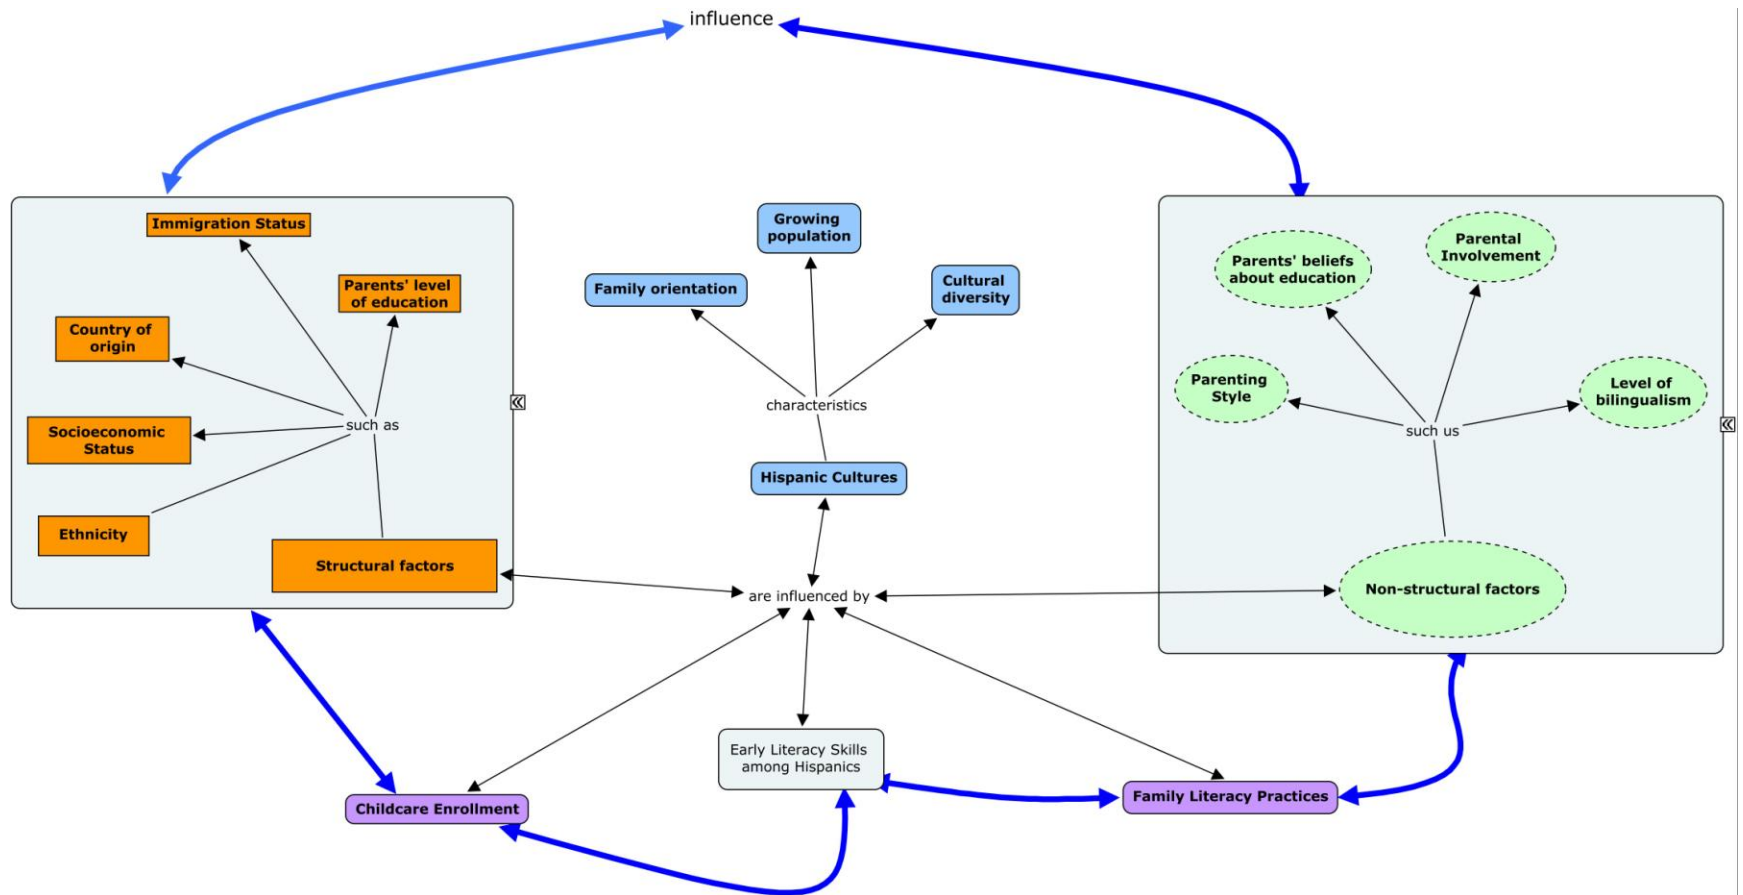 influence
Immigration Status
Parents' level
of education
Country of
origin
such as
Socioeconomic
Status
Ethnicity
Structural factors
Growing
population
Family orientation
Cultural
diversity
characteristics
Hispanic Cultures
are influenced by
Parents' beliefs
about education
Parental
Involvement
Parenting
Style
Level of
bilingualism
such us
Non-structural factors
Early Literacy Skills
among Hispanics
Childcare Enrollment
Family Literacy Practices